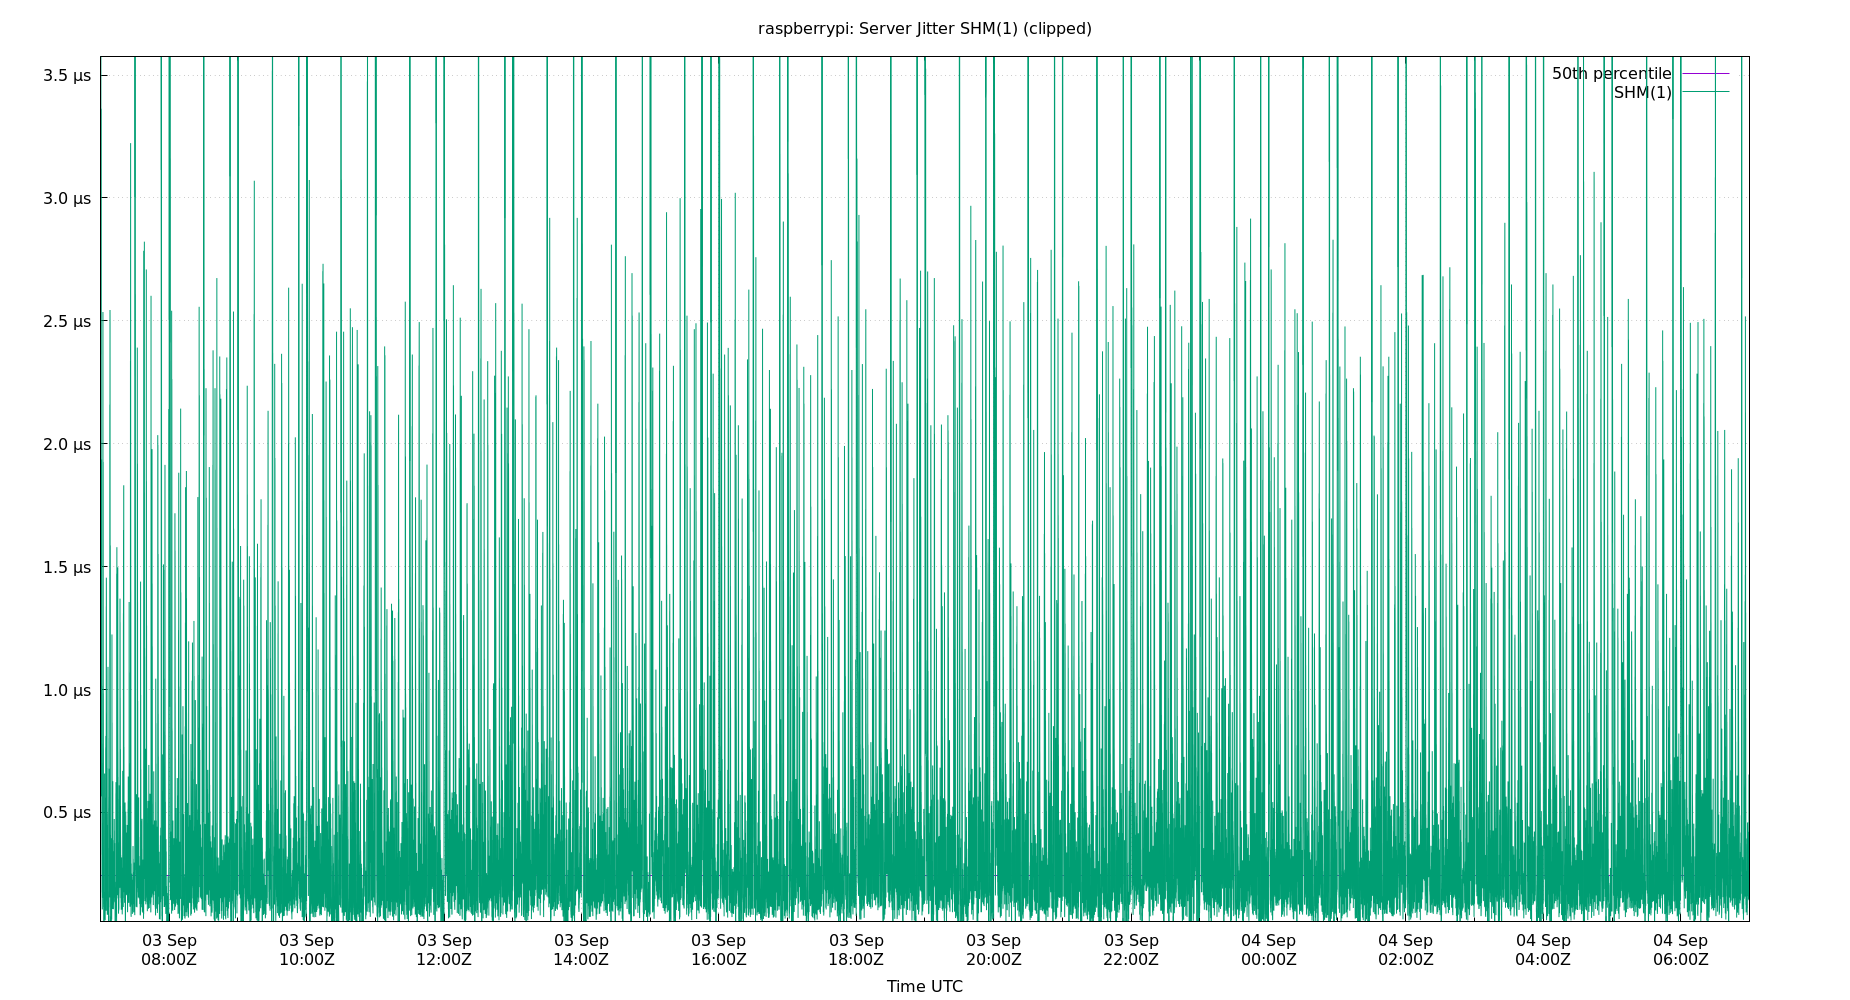 raspberrypi: Server Jitter SHM(1) (clipped)
50th percentile
SHM(1)
3.5 µs
3.0 µs
2.5 µs
2.0 µs
1.5 µs
1.0 µs
0.5 µs
03 Sep 03 Sep 03 Sep 03 Sep 03 Sep 03 Sep 03 Sep 03 Sep 04 Sep 04 Sep 04 Sep 04 Sep
08:00Z 10:00Z 12:00Z 14:00Z 16:00Z 18:00Z 20:00Z 22:00Z 00:00Z 02:00Z 04:00Z 06:00Z
Time UTC